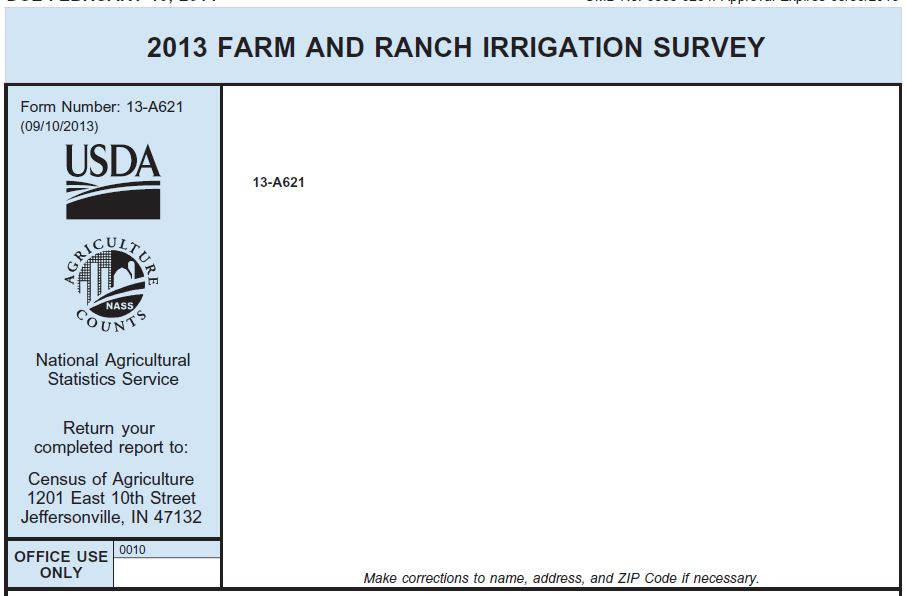 2013 FARM AND RANCH IRRIGATION SURVEY
Form Number: 13-A621
(09/10/2013)
USDA
13-A621
AGRICULTURE
NASS
COUNTS
National Agricultural
Statistics Service
Return your
completed report to:
Census of Agriculture
1201 East 10th Street
Jeffersonville, IN 47132
OFFICE USE
ONLY
0010
Make corrections to name, address, and ZIP Code if necessary.